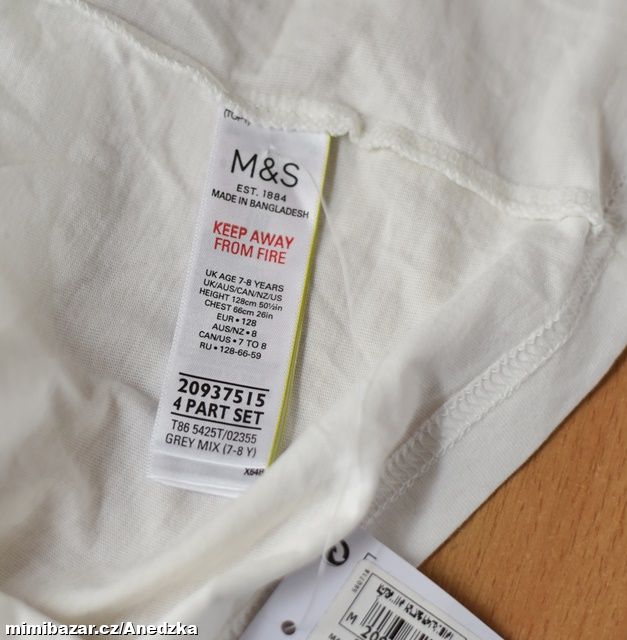 (TOP)
M&S
EST. 1884
MADE IN BANGLADESH
KEEP AWAY
FROM FIRE
UK AGE 7-8 YEARS
UK/AUS/CAN/NZ/US
HEIGHT 128cm 50½in
CHEST 66cm 26in
EUR • 128
AUS/NZ • 8
CAN/US • 7 TO 8
RU • 128-66-59
20937515
4 PART SET
T86 5425T/02355
GREY MIX (7-8 Y)
X64B
M
mimibazar.cz/Anedzka